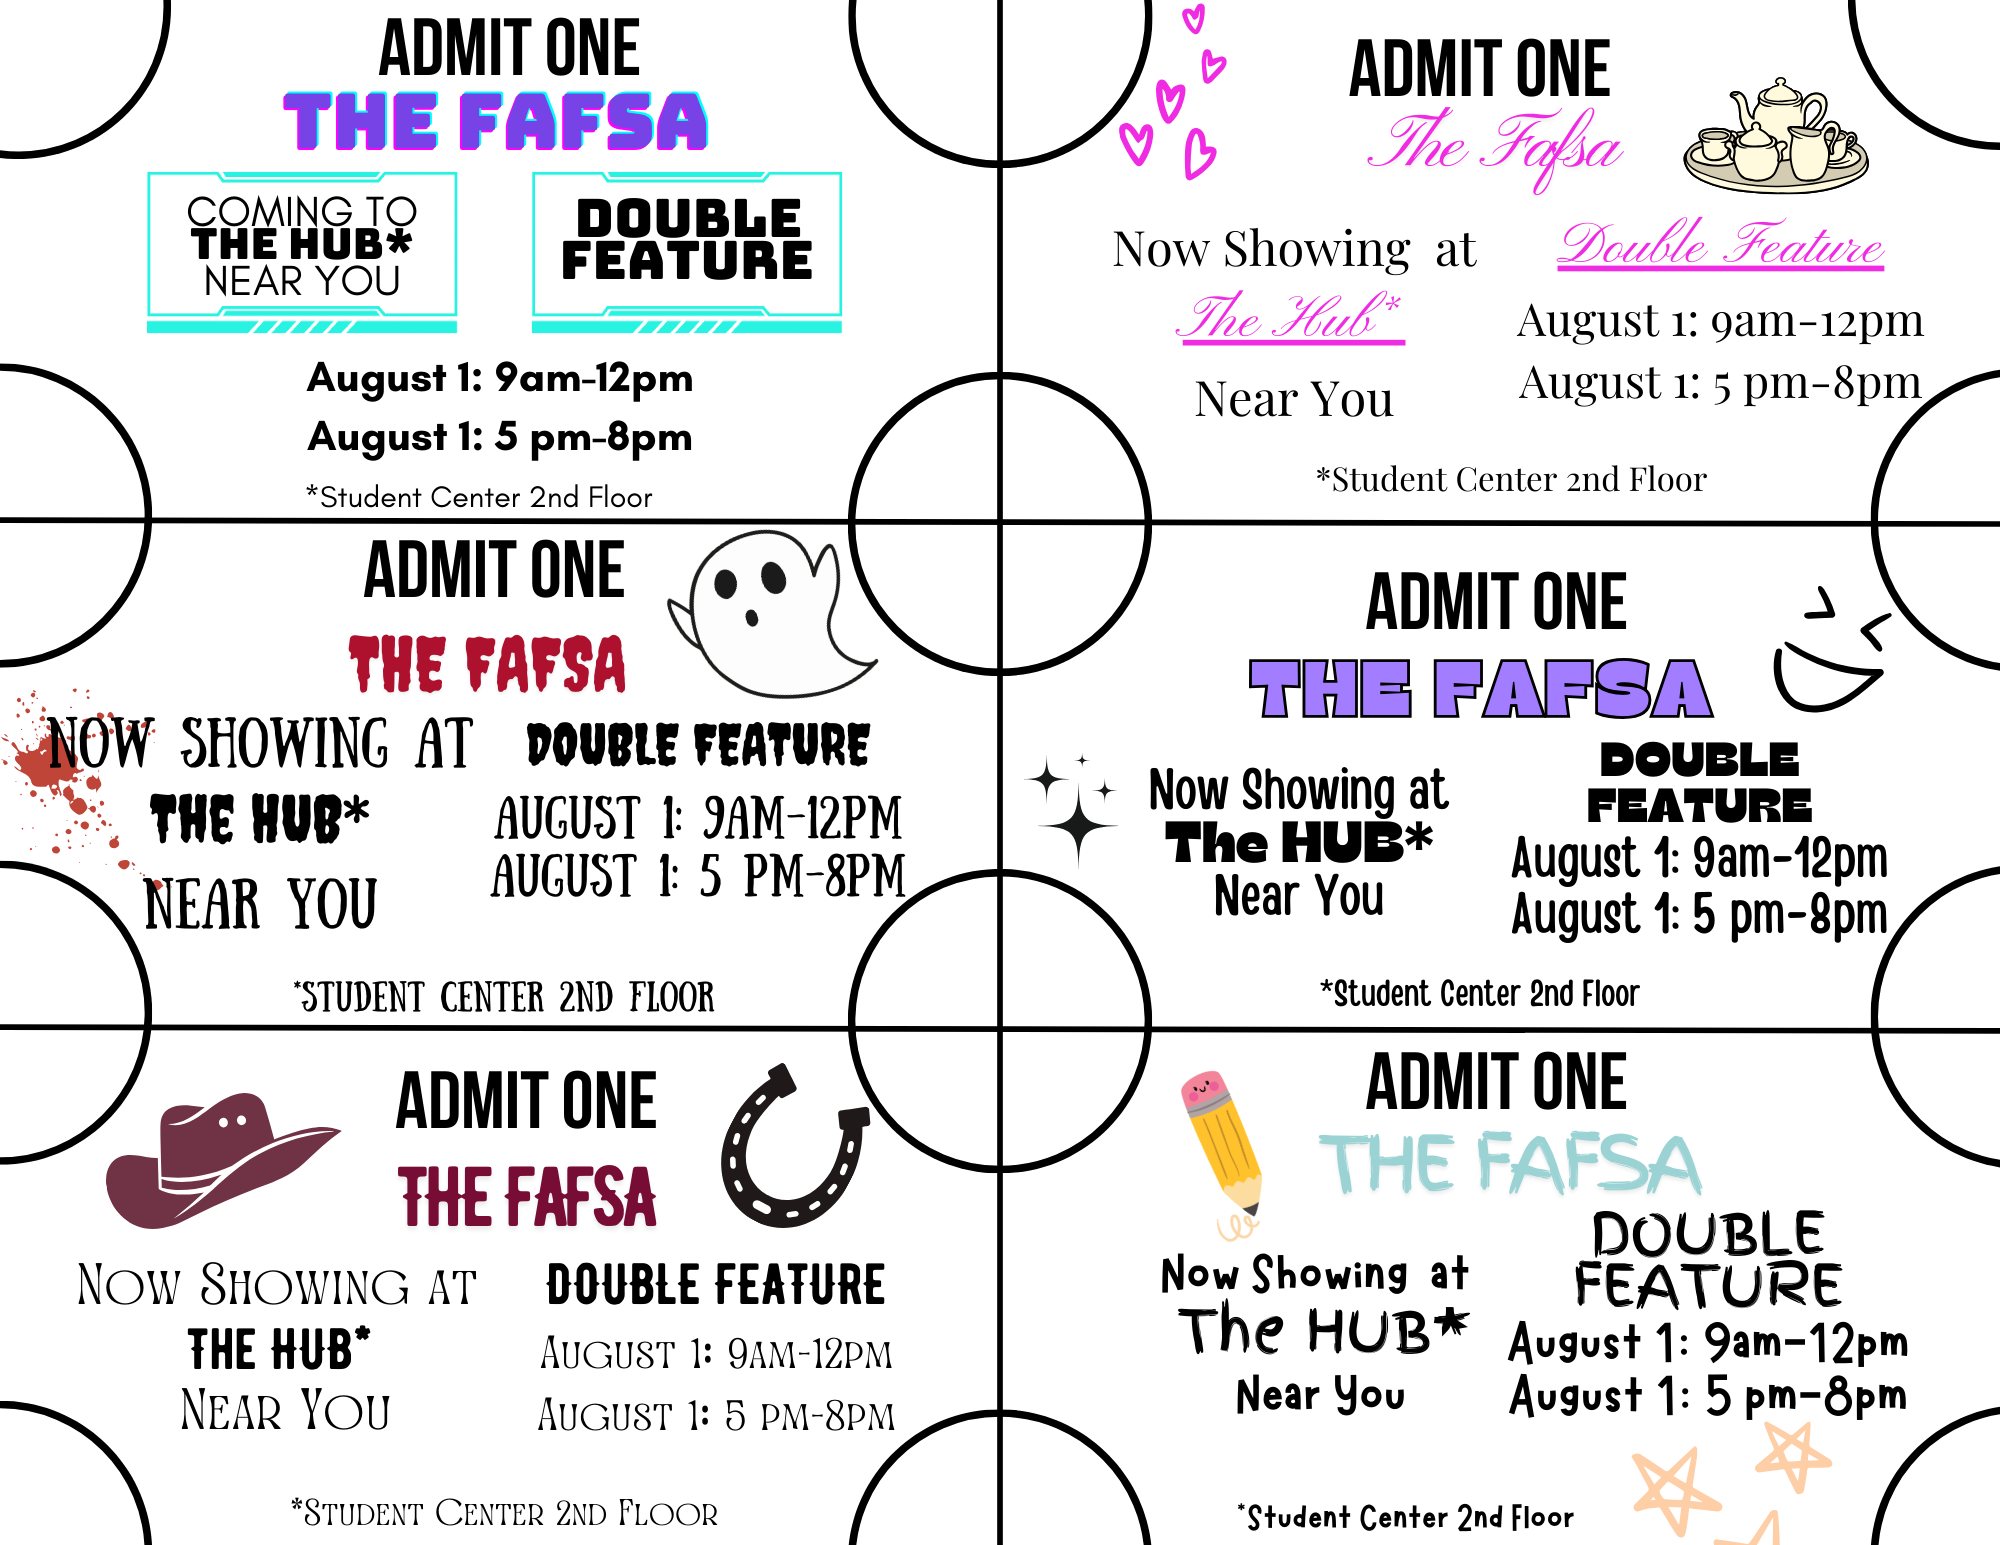 ADMIT ONE
THE FAFSA
COMING TO
THE HUB*
NEAR YOU
DOUBLE
FEATURE
August 1: 9am-12pm
August 1: 5 pm-8pm
*Student Center 2nd Floor
ADMIT ONE
The Fafsa
Now Showing at
The Hub*
Near You
Double Feature
August 1: 9am-12pm
August 1: 5 pm-8pm
*Student Center 2nd Floor
ADMIT ONE
THE FAFSA
NOW SHOWING AT
THE HUB*
NEAR YOU
DOUBLE FEATURE
AUGUST 1: 9AM-12PM
AUGUST 1: 5 PM-8PM
*STUDENT CENTER 2ND FLOOR
ADMIT ONE
THE FAFSA
Now Showing at
The HUB*
Near You
DOUBLE
FEATURE
August 1: 9am-12pm
August 1: 5 pm-8pm
*Student Center 2nd Floor
ADMIT ONE
THE FAFSA
Now Showing at
THE HUB*
Near You
DOUBLE FEATURE
August 1: 9am-12pm
August 1: 5 pm-8pm
*Student Center 2nd Floor
ADMIT ONE
THE FAFSA
Now Showing at
The HUB*
Near You
DOUBLE
FEATURE
August 1: 9am-12pm
August 1: 5 pm-8pm
*Student Center 2nd Floor